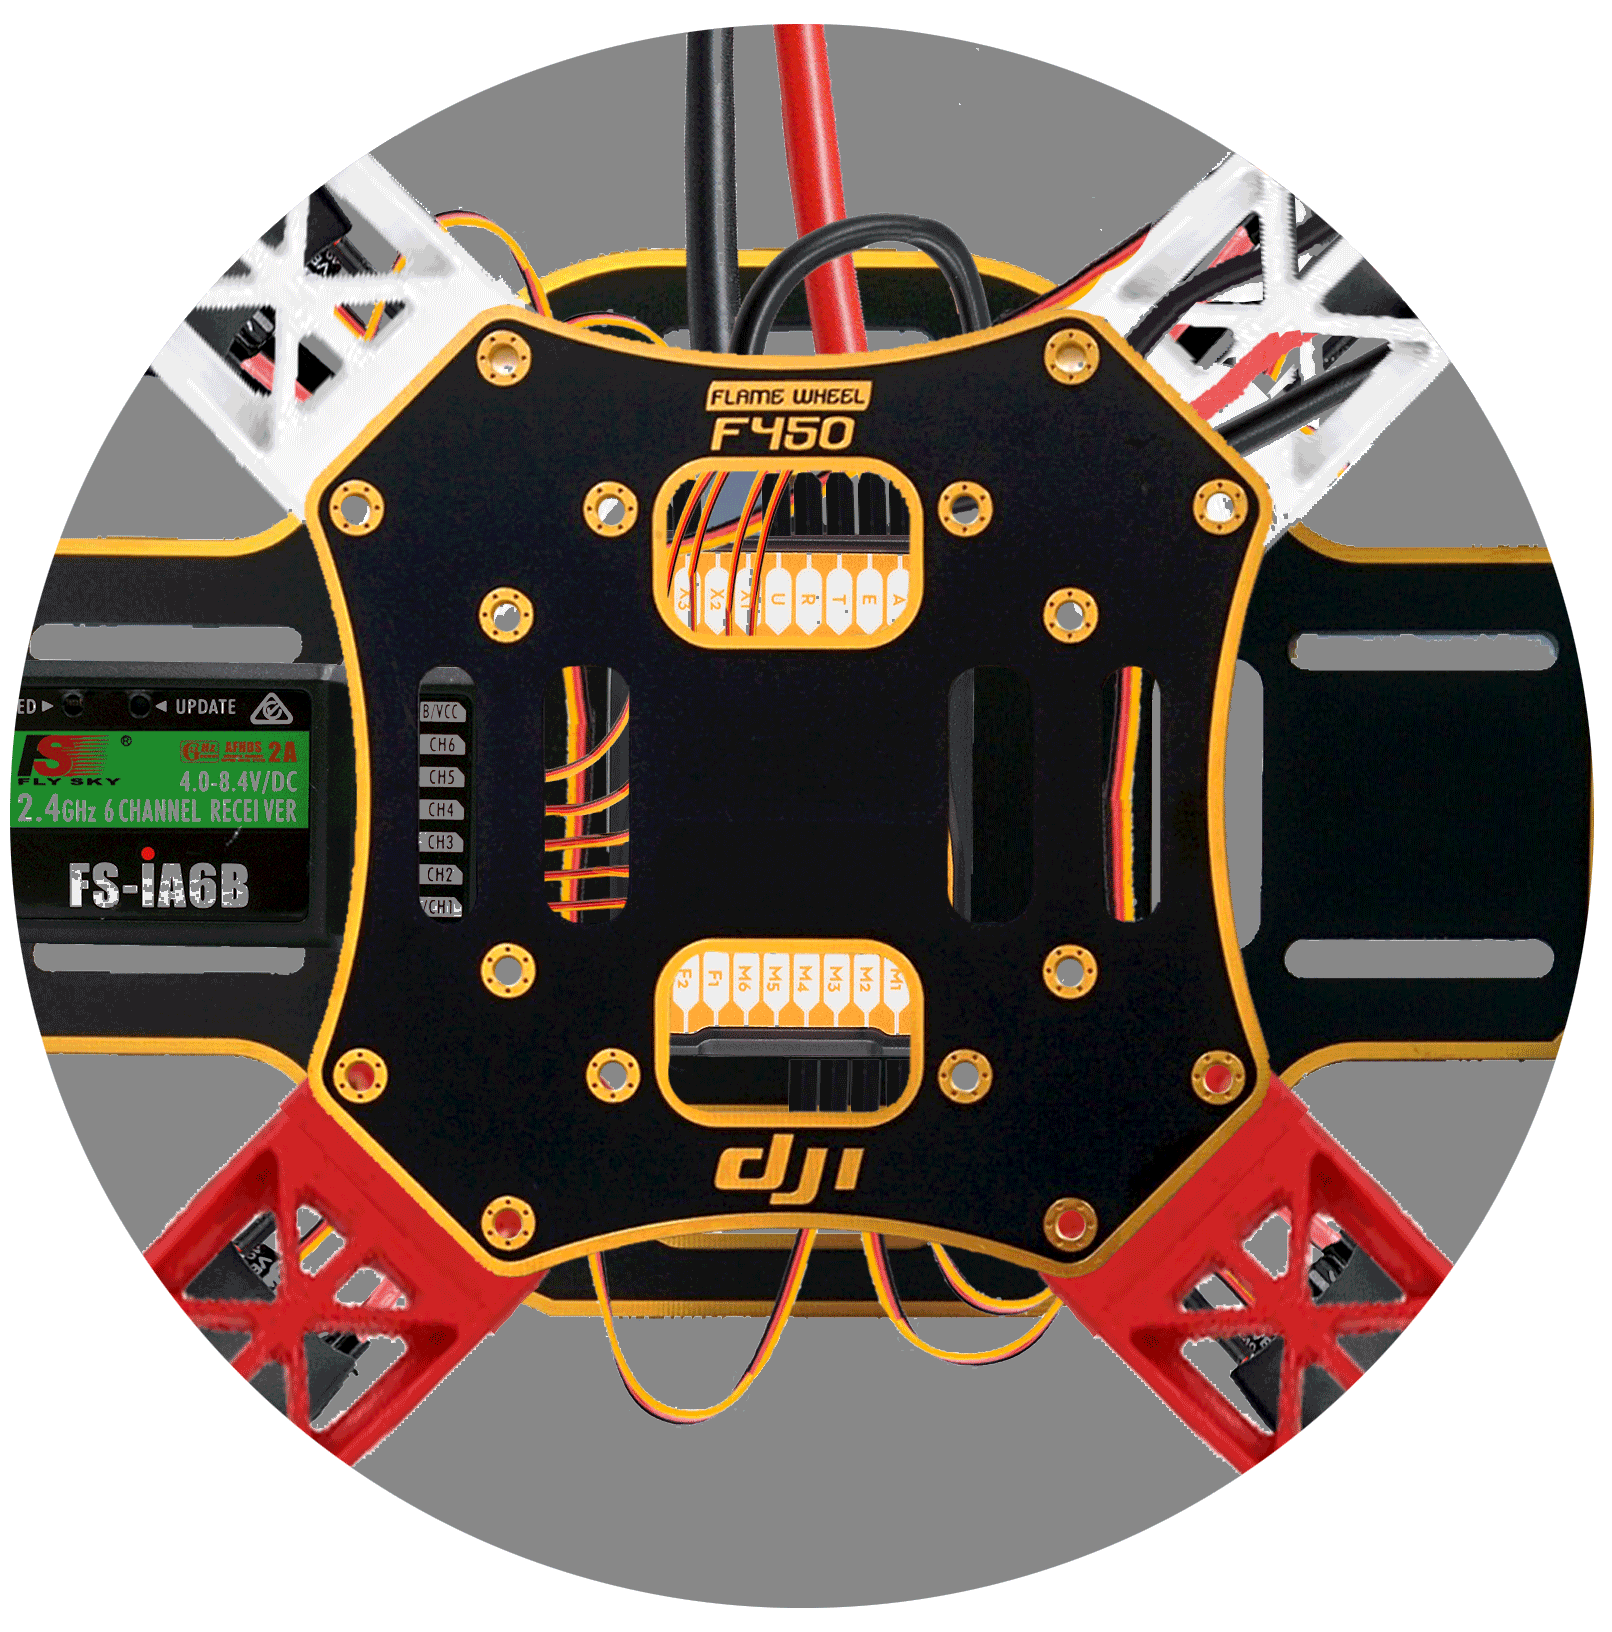 FLAME WHEEL
F450
X3 X2 X1 U R T E A
ED ► ◄ UPDATE
FS ®
FLY SKY
6 GHz AFHDS 2A
4.0-8.4V/DC
2.4GHz 6 CHANNEL RECEIVER
FS-iA6B
B/VCC
CH6
CH5
CH4
CH3
CH2
/CH1
F2 F1 M6 M5 M4 M3 M2 M1
dji